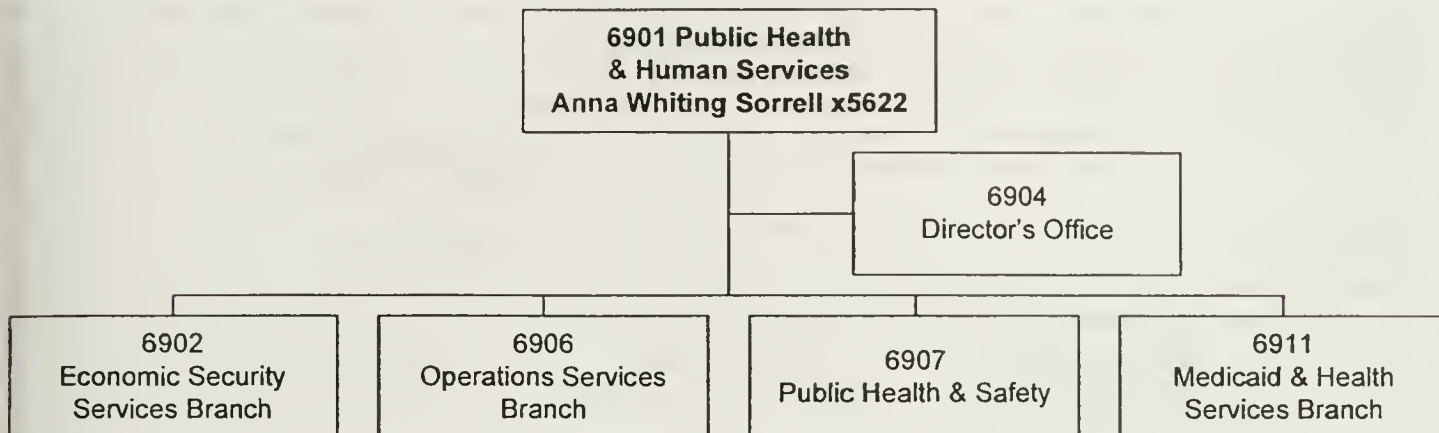 6901 Public Health
& Human Services
Anna Whiting Sorrell x5622
6904
Director's Office
6902
Economic Security
Services Branch
6906
Operations Services
Branch
6907
Public Health & Safety
6911
Medicaid & Health
Services Branch